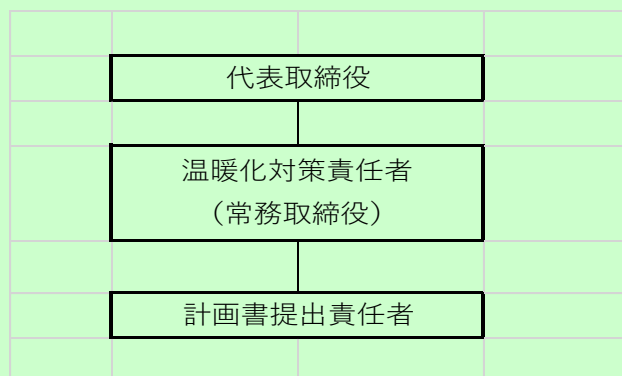 代表取締役
温暖化対策責任者
（常務取締役）
計画書提出責任者